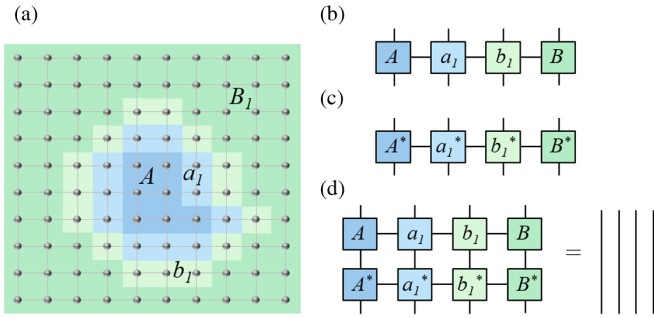 (a)
B₁
A
a₁
b₁
(b)
A a₁ b₁ B
(c)
A* a₁* b₁* B*
(d)
A a₁ b₁ B
=
A* a₁* b₁* B*